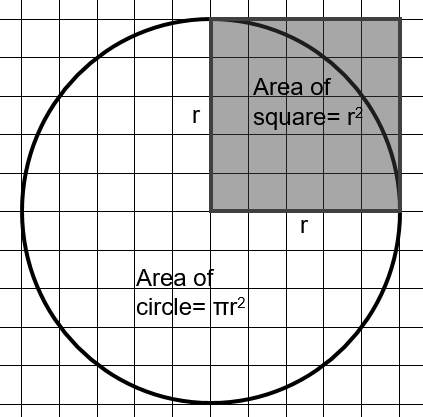 Area of
square= r²
r
r
Area of
circle= πr²